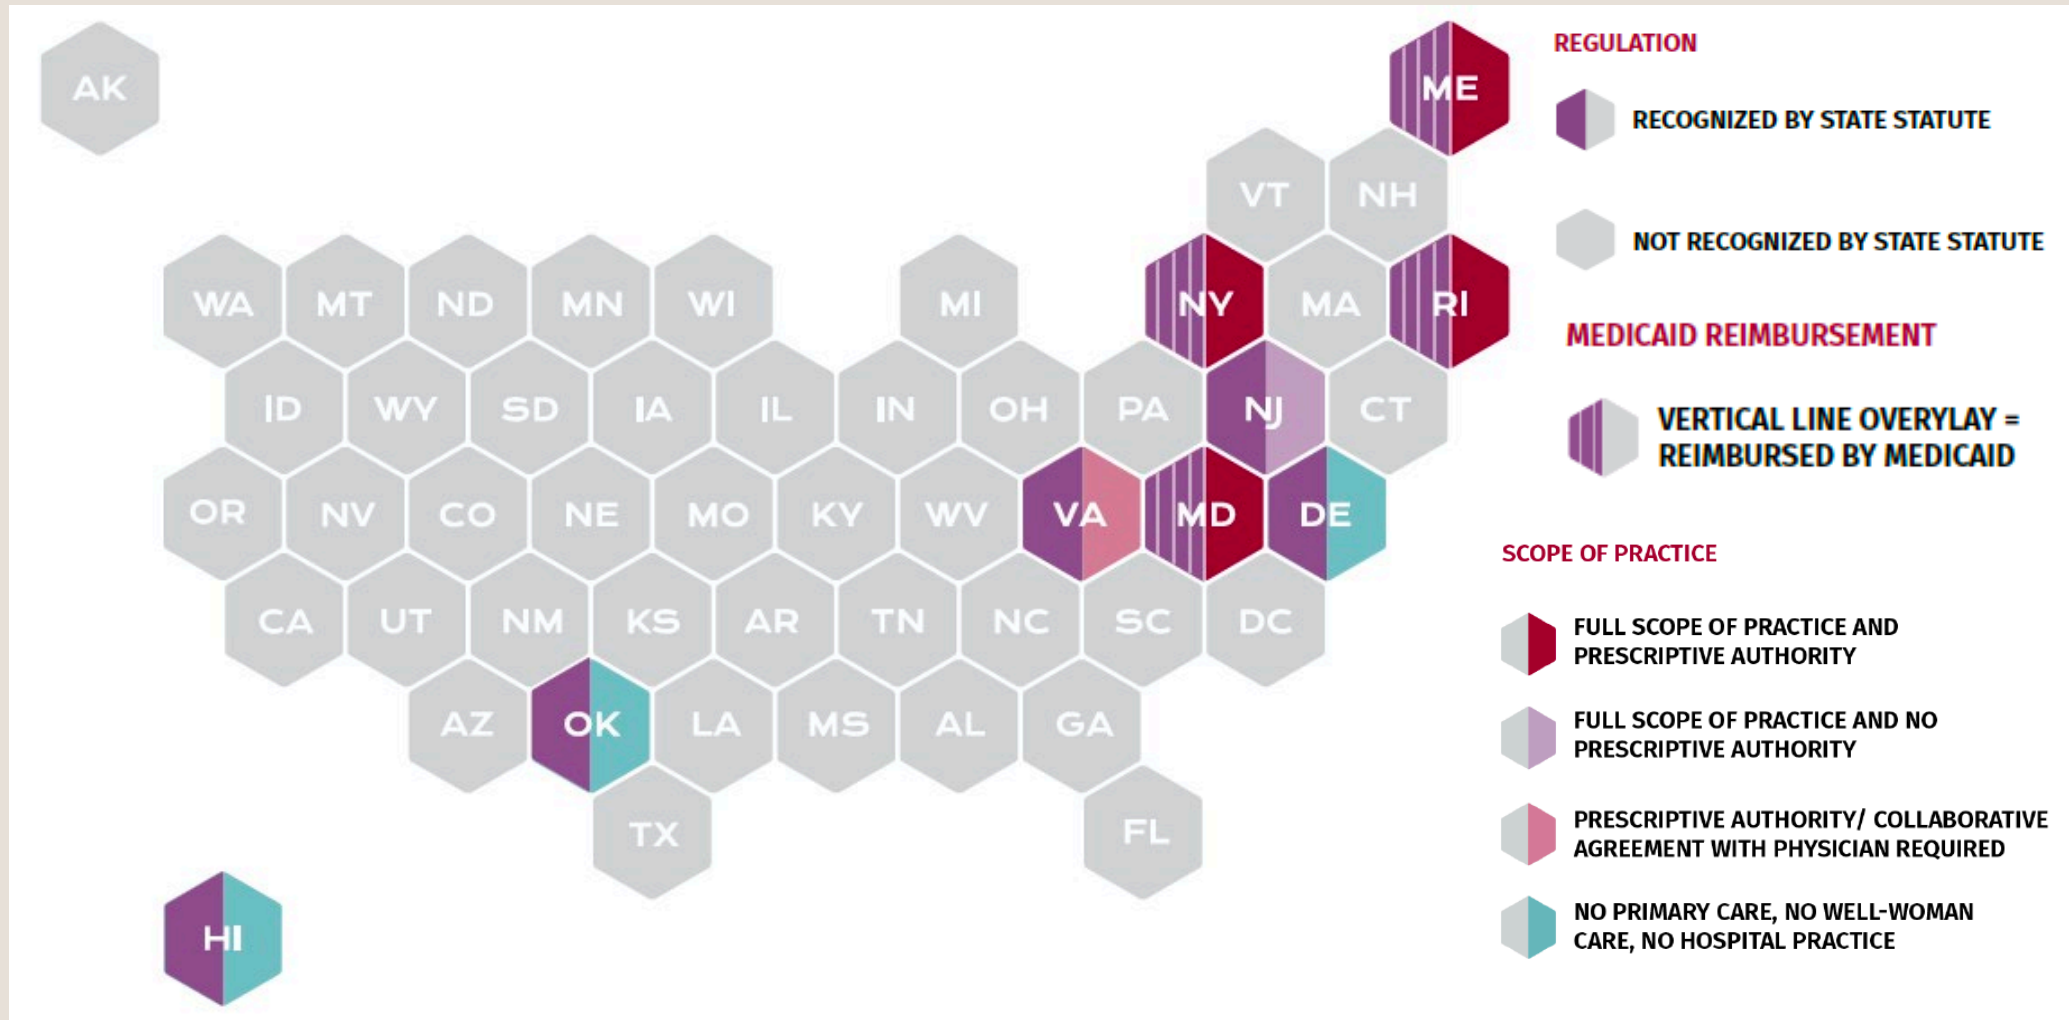 AK
ME
VT NH
WA MT ND MN WI MI NY MA RI
ID WY SD IA IL IN OH PA NJ CT
OR NV CO NE MO KY WV VA MD DE
CA UT NM KS AR TN NC SC DC
AZ OK LA MS AL GA
TX FL
HI
REGULATION
RECOGNIZED BY STATE STATUTE
NOT RECOGNIZED BY STATE STATUTE
MEDICAID REIMBURSEMENT
VERTICAL LINE OVERYLAY =
REIMBURSED BY MEDICAID
SCOPE OF PRACTICE
FULL SCOPE OF PRACTICE AND
PRESCRIPTIVE AUTHORITY
FULL SCOPE OF PRACTICE AND NO
PRESCRIPTIVE AUTHORITY
PRESCRIPTIVE AUTHORITY/ COLLABORATIVE
AGREEMENT WITH PHYSICIAN REQUIRED
NO PRIMARY CARE, NO WELL-WOMAN
CARE, NO HOSPITAL PRACTICE